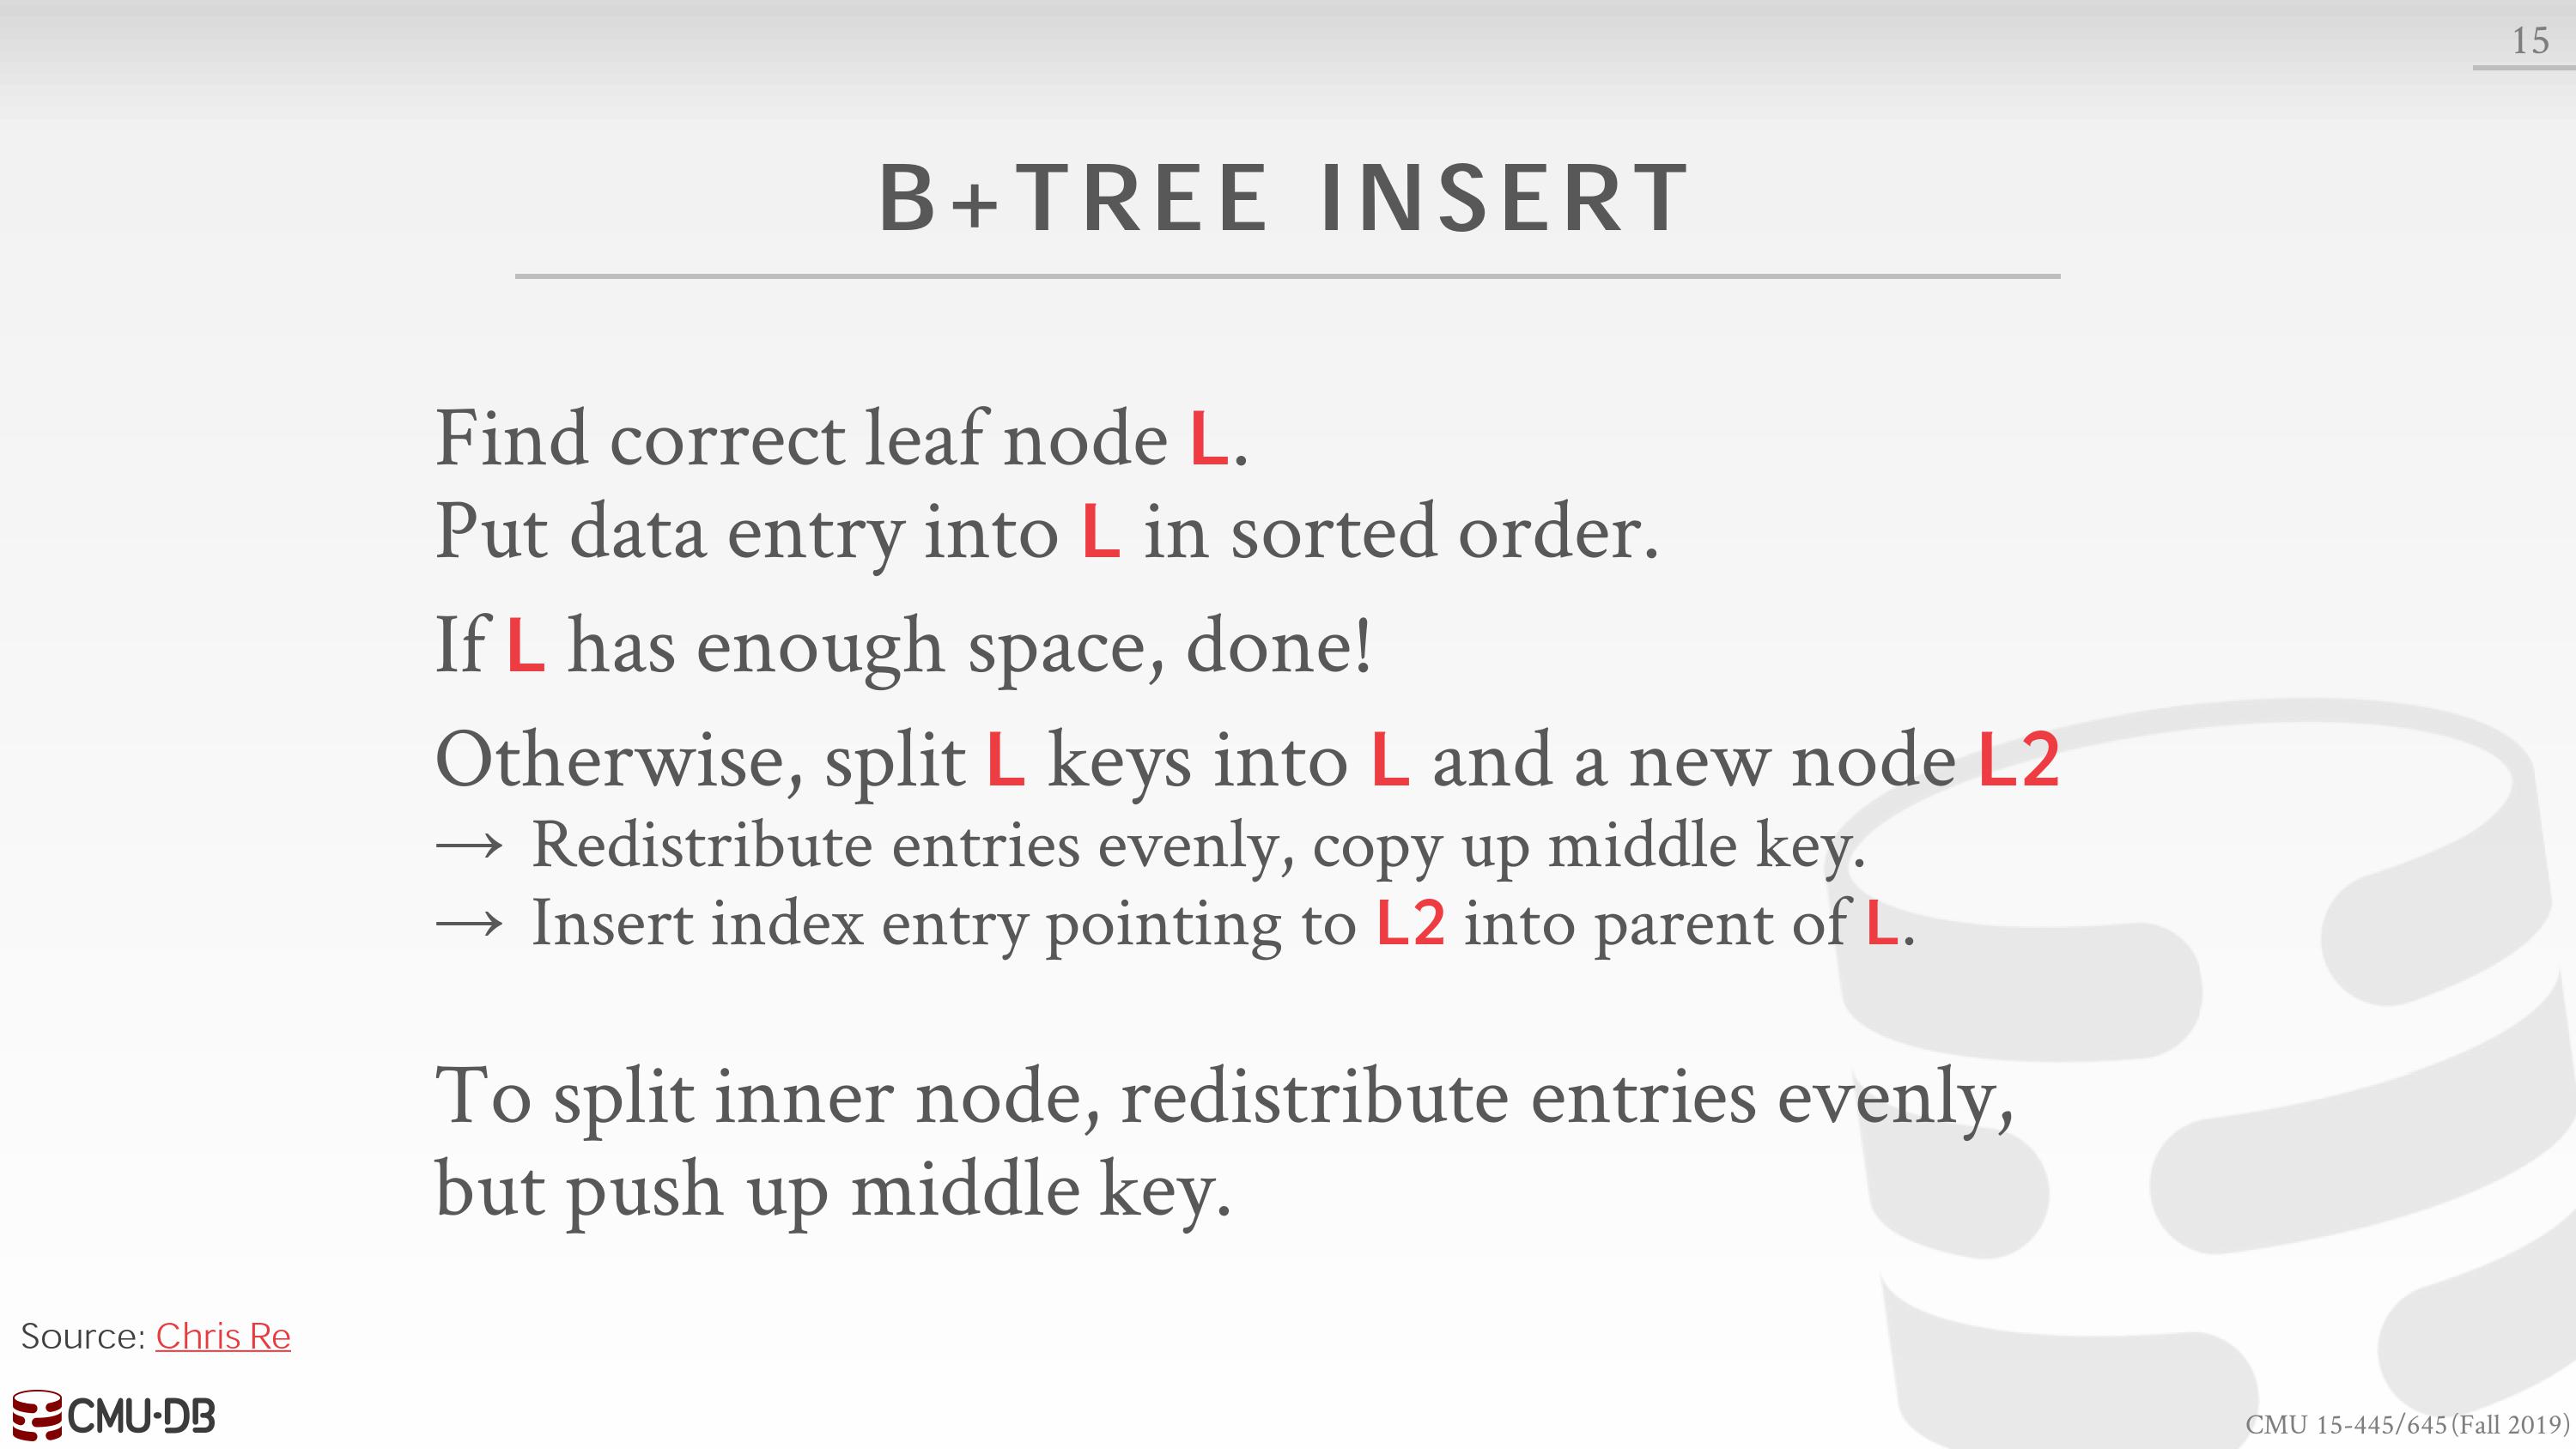 15
B+TREE INSERT
Find correct leaf node L.
Put data entry into L in sorted order.
If L has enough space, done!
Otherwise, split L keys into L and a new node L2
→ Redistribute entries evenly, copy up middle key.
→ Insert index entry pointing to L2 into parent of L.
To split inner node, redistribute entries evenly,
but push up middle key.
Source: Chris Re
CMU·DB
CMU 15-445/645 (Fall 2019)